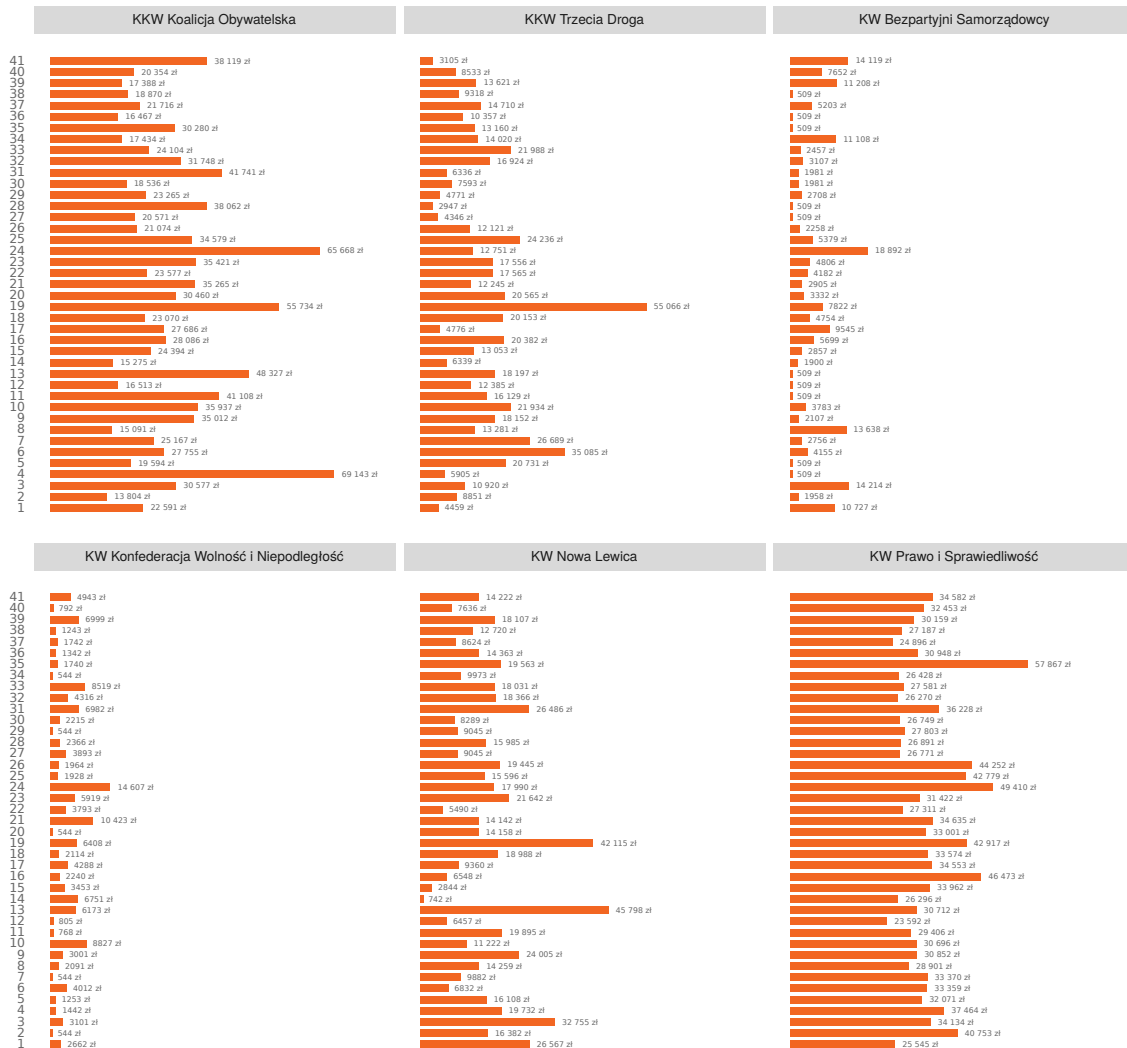 KKW Koalicja Obywatelska KKW Trzecia Droga KW Bezpartyjni Samorządowcy
41 38 119 zł 3105 zł 14 119 zł
40 20 354 zł 8533 zł 7652 zł
39 17 388 zł 13 621 zł 11 208 zł
38 18 870 zł 9318 zł 509 zł
37 21 716 zł 14 710 zł 5203 zł
36 16 467 zł 10 357 zł 509 zł
35 30 280 zł 13 160 zł 509 zł
34 17 434 zł 14 020 zł 11 108 zł
33 24 104 zł 21 988 zł 2457 zł
32 31 748 zł 16 924 zł 3107 zł
31 41 741 zł 6336 zł 1981 zł
30 18 536 zł 7593 zł 1981 zł
29 23 265 zł 4771 zł 2708 zł
28 38 062 zł 2947 zł 509 zł
27 20 571 zł 4346 zł 509 zł
26 21 074 zł 12 121 zł 2258 zł
25 34 579 zł 24 236 zł 5379 zł
24 65 668 zł 12 751 zł 18 892 zł
23 35 421 zł 17 556 zł 4806 zł
22 23 577 zł 17 565 zł 4182 zł
21 35 265 zł 12 245 zł 2905 zł
20 30 460 zł 20 565 zł 3332 zł
19 55 734 zł 55 066 zł 7822 zł
18 23 070 zł 20 153 zł 4754 zł
17 27 686 zł 4776 zł 9545 zł
16 28 086 zł 20 382 zł 5699 zł
15 24 394 zł 13 053 zł 2857 zł
14 15 275 zł 6339 zł 1900 zł
13 48 327 zł 18 197 zł 509 zł
12 16 513 zł 12 385 zł 509 zł
11 41 108 zł 16 129 zł 509 zł
10 35 937 zł 21 934 zł 3783 zł
9 35 012 zł 18 152 zł 2107 zł
8 15 091 zł 13 281 zł 13 638 zł
7 25 167 zł 26 689 zł 2756 zł
6 27 755 zł 35 085 zł 4155 zł
5 19 594 zł 20 731 zł 509 zł
4 69 143 zł 5905 zł 509 zł
3 30 577 zł 10 920 zł 14 214 zł
2 13 804 zł 8851 zł 1958 zł
1 22 591 zł 4459 zł 10 727 zł
KW Konfederacja Wolność i Niepodległość KW Nowa Lewica KW Prawo i Sprawiedliwość
41 4943 zł 14 222 zł 34 582 zł
40 792 zł 7636 zł 32 453 zł
39 6999 zł 18 107 zł 30 159 zł
38 1243 zł 12 720 zł 27 187 zł
37 1742 zł 8624 zł 24 896 zł
36 1342 zł 14 363 zł 30 948 zł
35 1740 zł 19 563 zł 57 867 zł
34 544 zł 9973 zł 26 428 zł
33 8519 zł 18 031 zł 27 581 zł
32 4316 zł 18 366 zł 26 270 zł
31 6982 zł 26 486 zł 36 228 zł
30 2215 zł 8289 zł 26 749 zł
29 544 zł 9045 zł 27 803 zł
28 2366 zł 15 985 zł 26 891 zł
27 3893 zł 9045 zł 26 771 zł
26 1964 zł 19 445 zł 44 252 zł
25 1928 zł 15 596 zł 42 779 zł
24 14 607 zł 17 990 zł 49 410 zł
23 5919 zł 21 642 zł 31 422 zł
22 3793 zł 5490 zł 27 311 zł
21 10 423 zł 14 142 zł 34 635 zł
20 544 zł 14 158 zł 33 001 zł
19 6408 zł 42 115 zł 42 917 zł
18 2114 zł 18 988 zł 33 574 zł
17 4288 zł 9360 zł 34 553 zł
16 2240 zł 6548 zł 46 473 zł
15 3453 zł 2844 zł 33 962 zł
14 6751 zł 742 zł 26 296 zł
13 6173 zł 45 798 zł 30 712 zł
12 805 zł 6457 zł 23 592 zł
11 768 zł 19 895 zł 29 406 zł
10 8827 zł 11 222 zł 30 696 zł
9 3001 zł 24 005 zł 30 852 zł
8 2091 zł 14 259 zł 28 901 zł
7 544 zł 9882 zł 33 370 zł
6 4012 zł 6832 zł 33 359 zł
5 1253 zł 16 108 zł 32 071 zł
4 1442 zł 19 732 zł 37 464 zł
3 3101 zł 32 755 zł 34 134 zł
2 544 zł 16 382 zł 40 753 zł
1 2662 zł 26 567 zł 25 545 zł